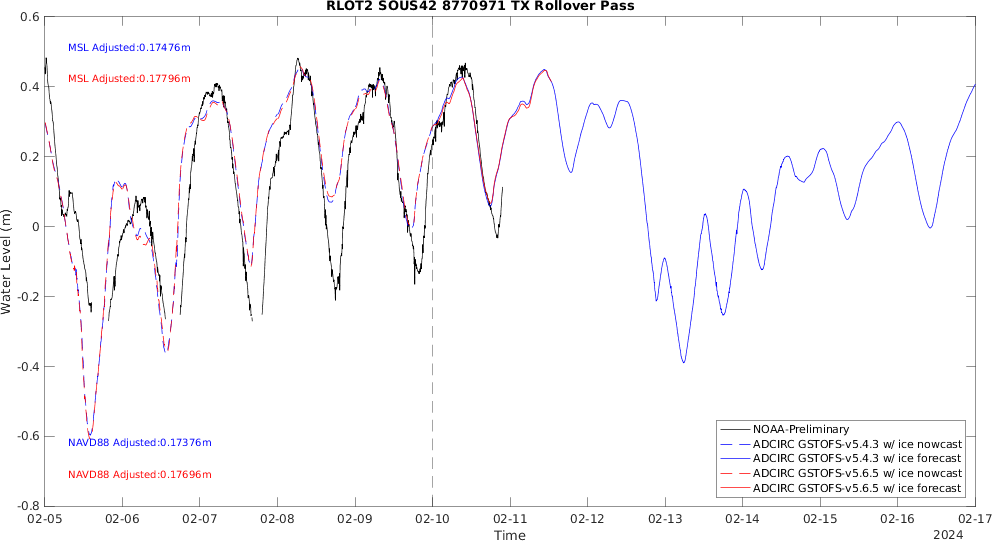 RLOT2 SOUS42 8770971 TX Rollover Pass
0.6
0.4
0.2
0
-0.2
-0.4
-0.6
-0.8
Water Level (m)
MSL Adjusted:0.17476m
MSL Adjusted:0.17796m
NAVD88 Adjusted:0.17376m
NAVD88 Adjusted:0.17696m
NOAA-Preliminary
ADCIRC GSTOFS-v5.4.3 w/ ice nowcast
ADCIRC GSTOFS-v5.4.3 w/ ice forecast
ADCIRC GSTOFS-v5.6.5 w/ ice nowcast
ADCIRC GSTOFS-v5.6.5 w/ ice forecast
02-05 02-06 02-07 02-08 02-09 02-10 02-11 02-12 02-13 02-14 02-15 02-16 02-17
Time
2024